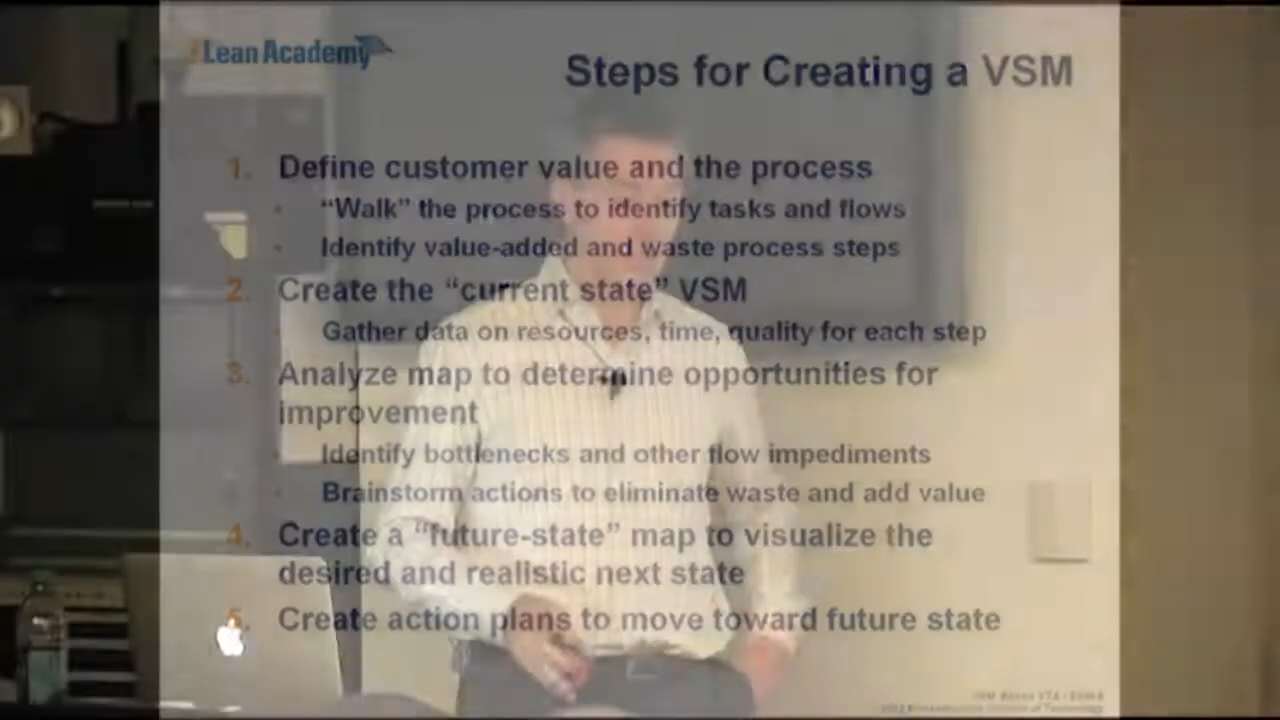 Lean Academy
Steps for Creating a VSM
1. Define customer value and the process
“Walk” the process to identify tasks and flows
Identify value-added and waste process steps
2. Create the “current state” VSM
Gather data on resources, time, quality for each step
3. Analyze map to determine opportunities for
improvement
Identify bottlenecks and other flow impediments
Brainstorm actions to eliminate waste and add value
4. Create a “future-state” map to visualize the
desired and realistic next state
5. Create action plans to move toward future state